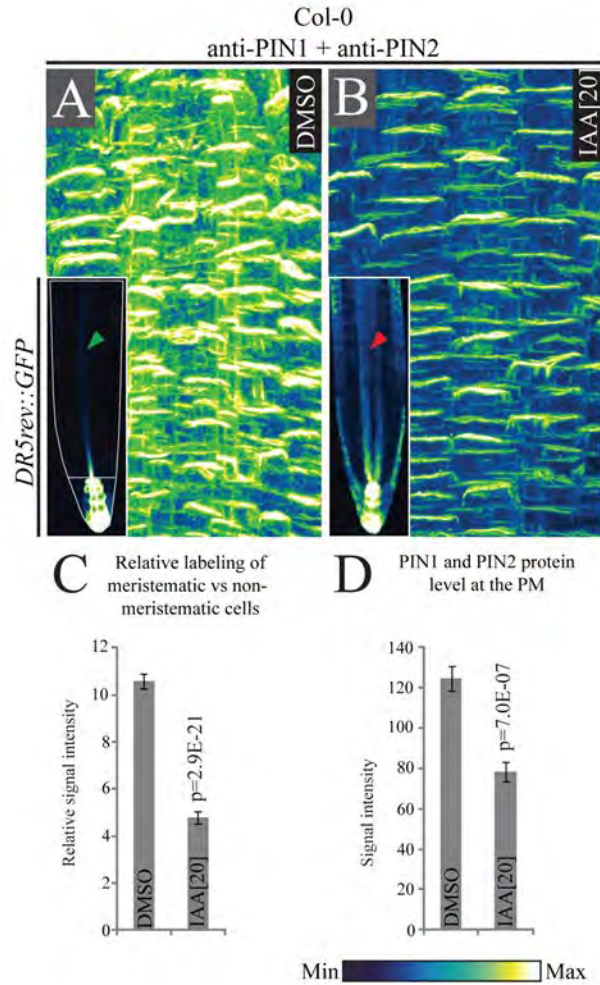 Col-0
anti-PIN1 + anti-PIN2
A
DMSO
B
IAA[20]
DR5rev::GFP
C
Relative labeling of
meristematic vs non-
meristematic cells
Relative signal intensity
12
10
8
6
4
2
0
DMSO
IAA[20]
p=2.9E-21
D
PIN1 and PIN2 protein
level at the PM
Signal intensity
140
120
100
80
60
40
20
0
DMSO
IAA[20]
p=7.0E-07
Min
Max